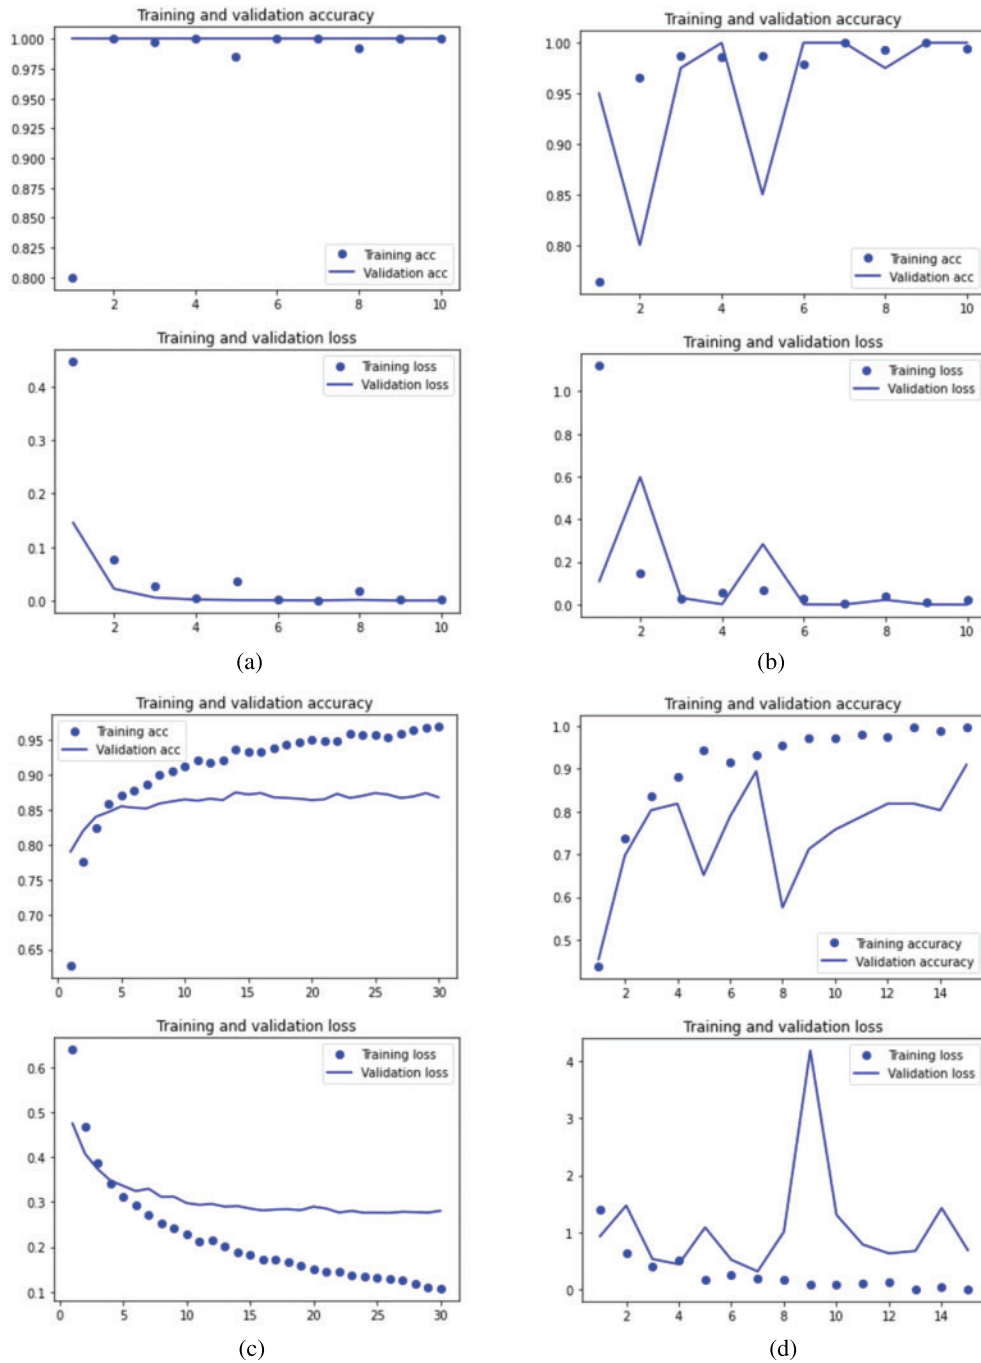 Training and validation accuracy
1.000
0.975
0.950
0.925
0.900
0.875
0.850
0.825
0.800
Training acc
Validation acc
2 4 6 8 10
Training and validation loss
0.4
0.3
0.2
0.1
0.0
Training loss
Validation loss
2 4 6 8 10
(a)
Training and validation accuracy
1.00
0.95
0.90
0.85
0.80
Training acc
Validation acc
2 4 6 8 10
Training and validation loss
1.0
0.8
0.6
0.4
0.2
0.0
Training loss
Validation loss
2 4 6 8 10
(b)
Training and validation accuracy
0.95
0.90
0.85
0.80
0.75
0.70
0.65
Training acc
Validation acc
0 5 10 15 20 25 30
Training and validation loss
0.6
0.5
0.4
0.3
0.2
0.1
Training loss
Validation loss
0 5 10 15 20 25 30
(c)
Training and validation accuracy
1.0
0.9
0.8
0.7
0.6
0.5
Training accuracy
Validation accuracy
2 4 6 8 10 12 14
Training and validation loss
4
3
2
1
0
Training loss
Validation loss
2 4 6 8 10 12 14
(d)